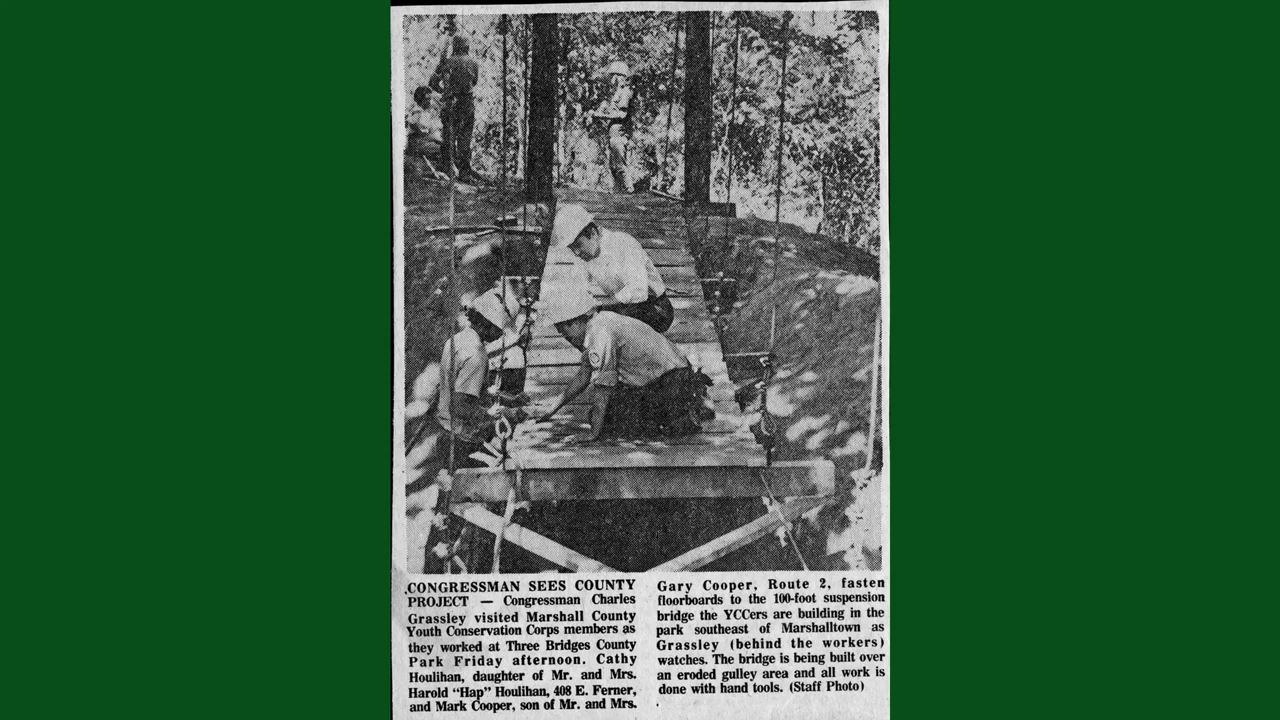 CONGRESSMAN SEES COUNTY
PROJECT — Congressman Charles
Grassley visited Marshall County
Youth Conservation Corps members as
they worked at Three Bridges County
Park Friday afternoon. Cathy
Houlihan, daughter of Mr. and Mrs.
Harold "Hap" Houlihan, 408 E. Ferner,
and Mark Cooper, son of Mr. and Mrs.
Gary Cooper, Route 2, fasten
floorboards to the 100-foot suspension
bridge the YCCers are building in the
park southeast of Marshalltown as
Grassley (behind the workers)
watches. The bridge is being built over
an eroded gulley area and all work is
done with hand tools. (Staff Photo)